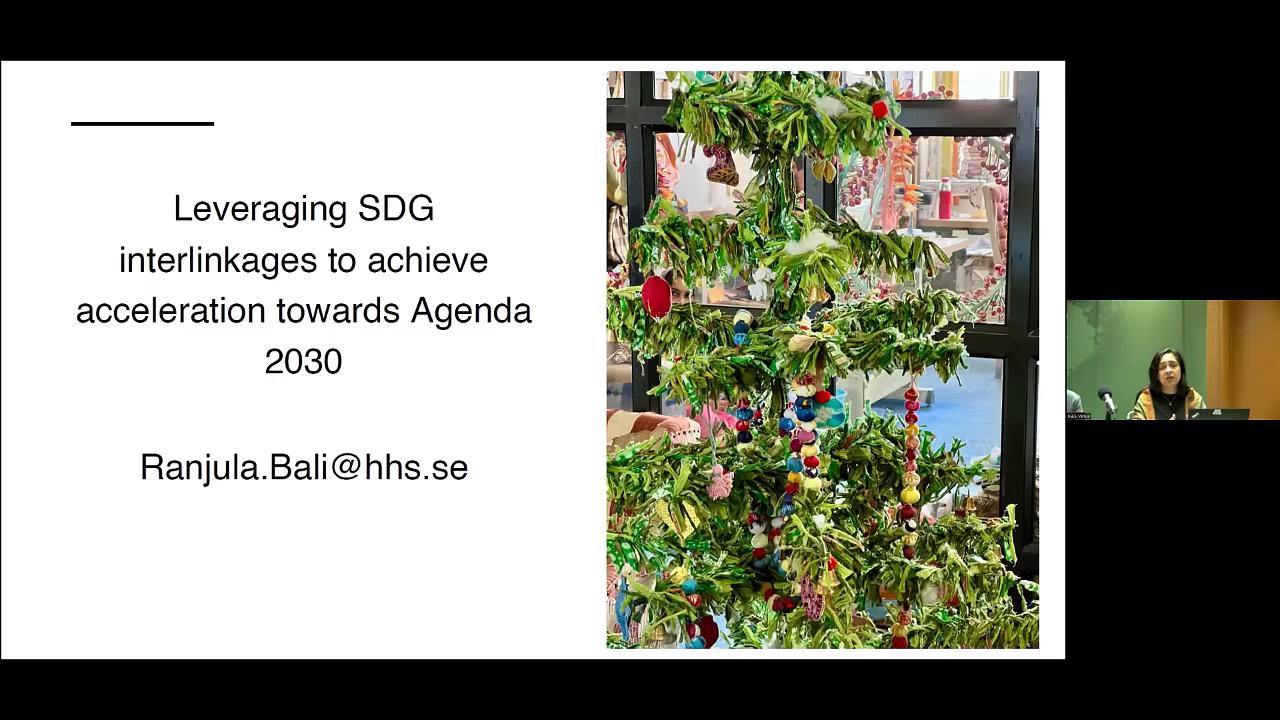 Leveraging SDG
interlinkages to achieve
acceleration towards Agenda
2030
Ranjula.Bali@hhs.se